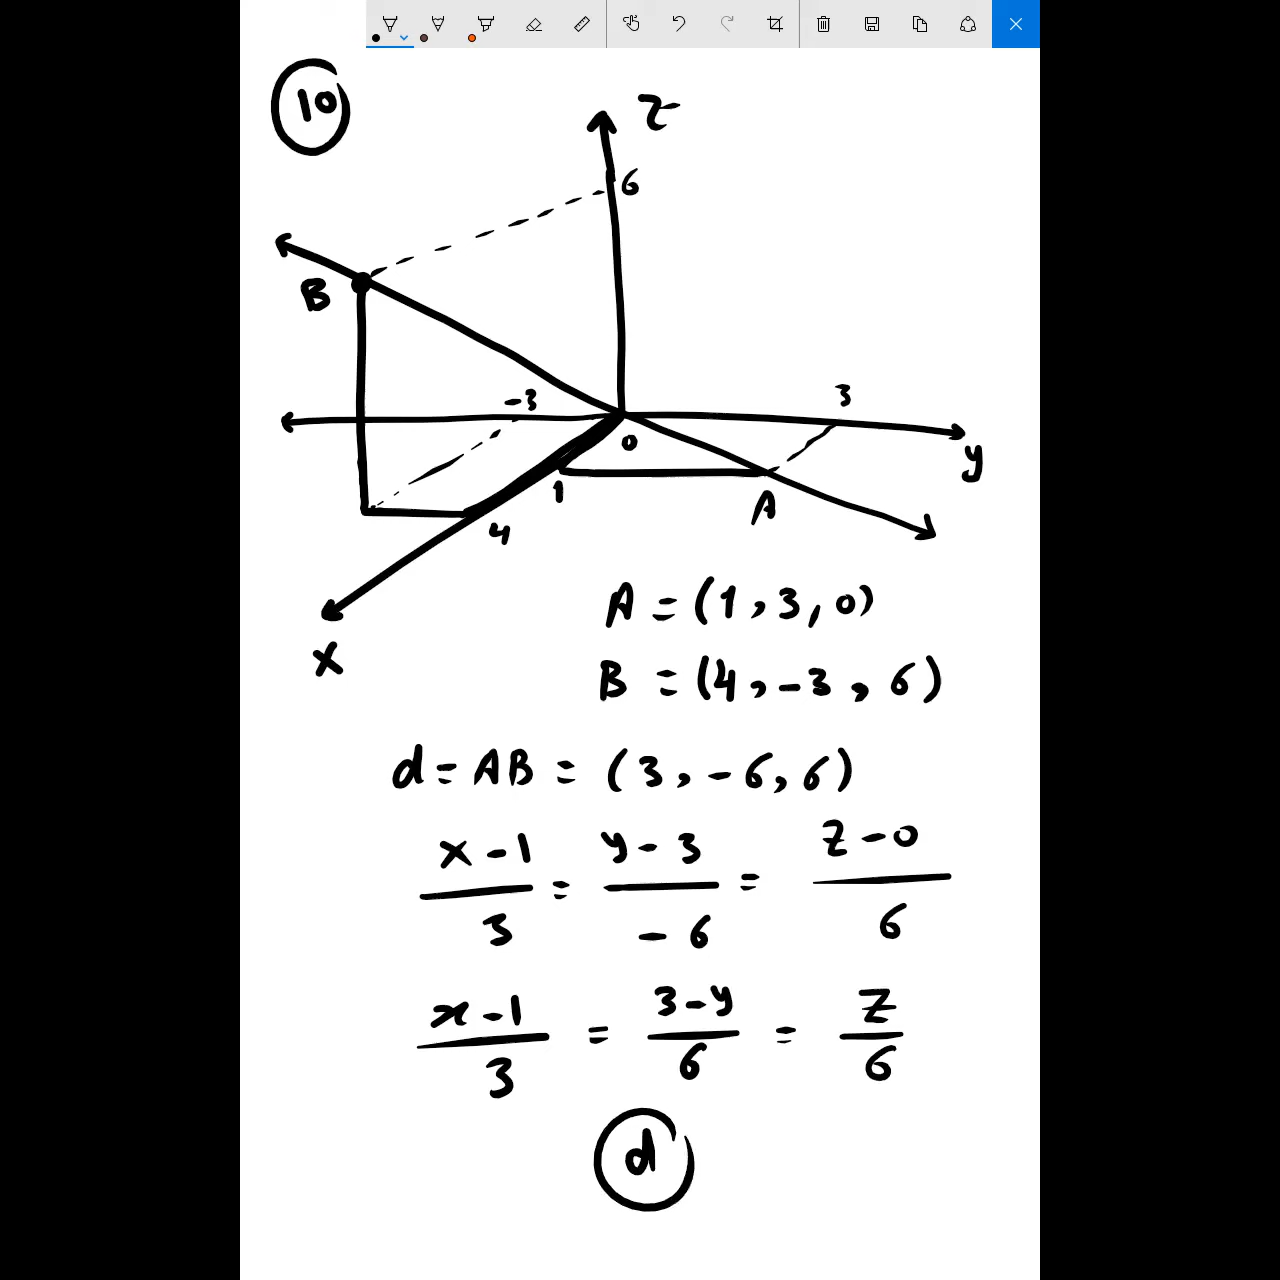 10
z
6
B
-3
3
0
y
1
A
4
x
A = (1, 3, 0)
B = (4, -3, 6)
d = AB = (3, -6, 6)
x-1/3 = y-3/-6 = z-0/6
x-1/3 = 3-y/6 = z/6
d